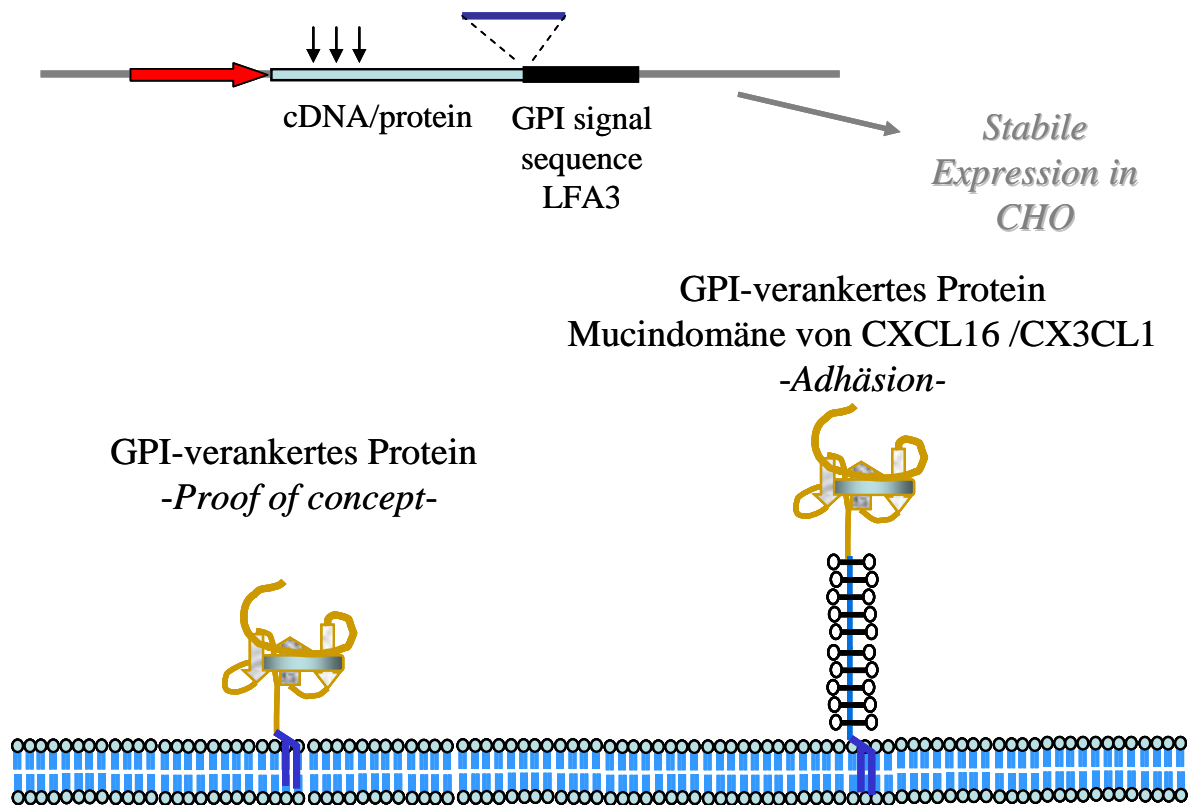 cDNA/protein
GPI signal
sequence
LFA3
Stabile
Expression in
CHO
GPI-verankertes Protein
Mucindomäne von CXCL16 /CX3CL1
-Adhäsion-
GPI-verankertes Protein
-Proof of concept-